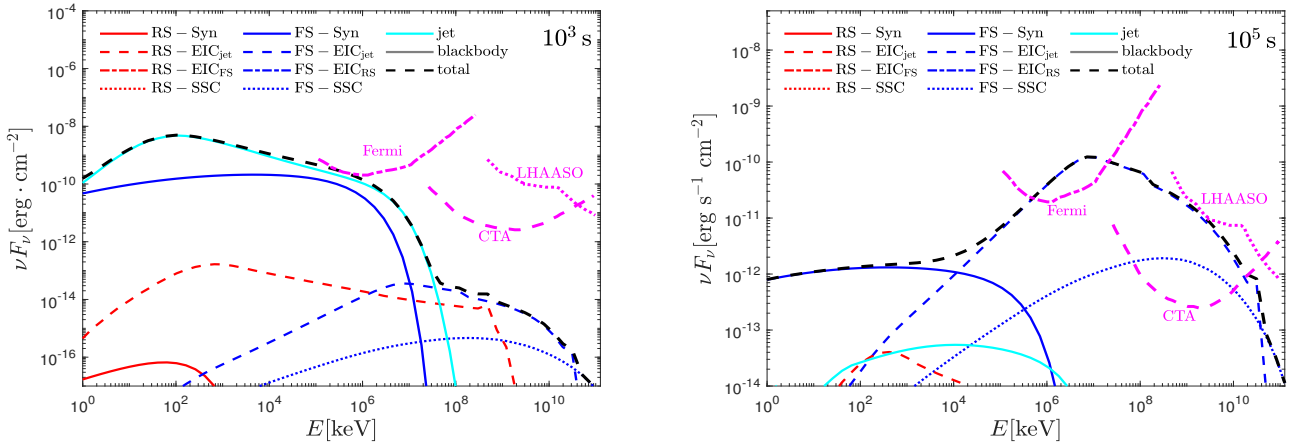 RS − Syn FS − Syn jet 10³ s
RS − EIC_jet FS − EIC_jet blackbody
RS − EIC_FS FS − EIC_RS total
RS − SSC FS − SSC
10⁻⁴
10⁻⁶
10⁻⁸
10⁻¹⁰
10⁻¹²
10⁻¹⁴
10⁻¹⁶
νF_ν[erg · cm⁻²]
Fermi
LHAASO
CTA
10⁰ 10² 10⁴ 10⁶ 10⁸ 10¹⁰
E[keV]
RS − Syn FS − Syn jet 10⁵ s
RS − EIC_jet FS − EIC_jet blackbody
RS − EIC_FS FS − EIC_RS total
RS − SSC FS − SSC
10⁻⁸
10⁻⁹
10⁻¹⁰
10⁻¹¹
10⁻¹²
10⁻¹³
10⁻¹⁴
νF_ν[erg s⁻¹ cm⁻²]
Fermi
LHAASO
CTA
10⁰ 10² 10⁴ 10⁶ 10⁸ 10¹⁰
E[keV]